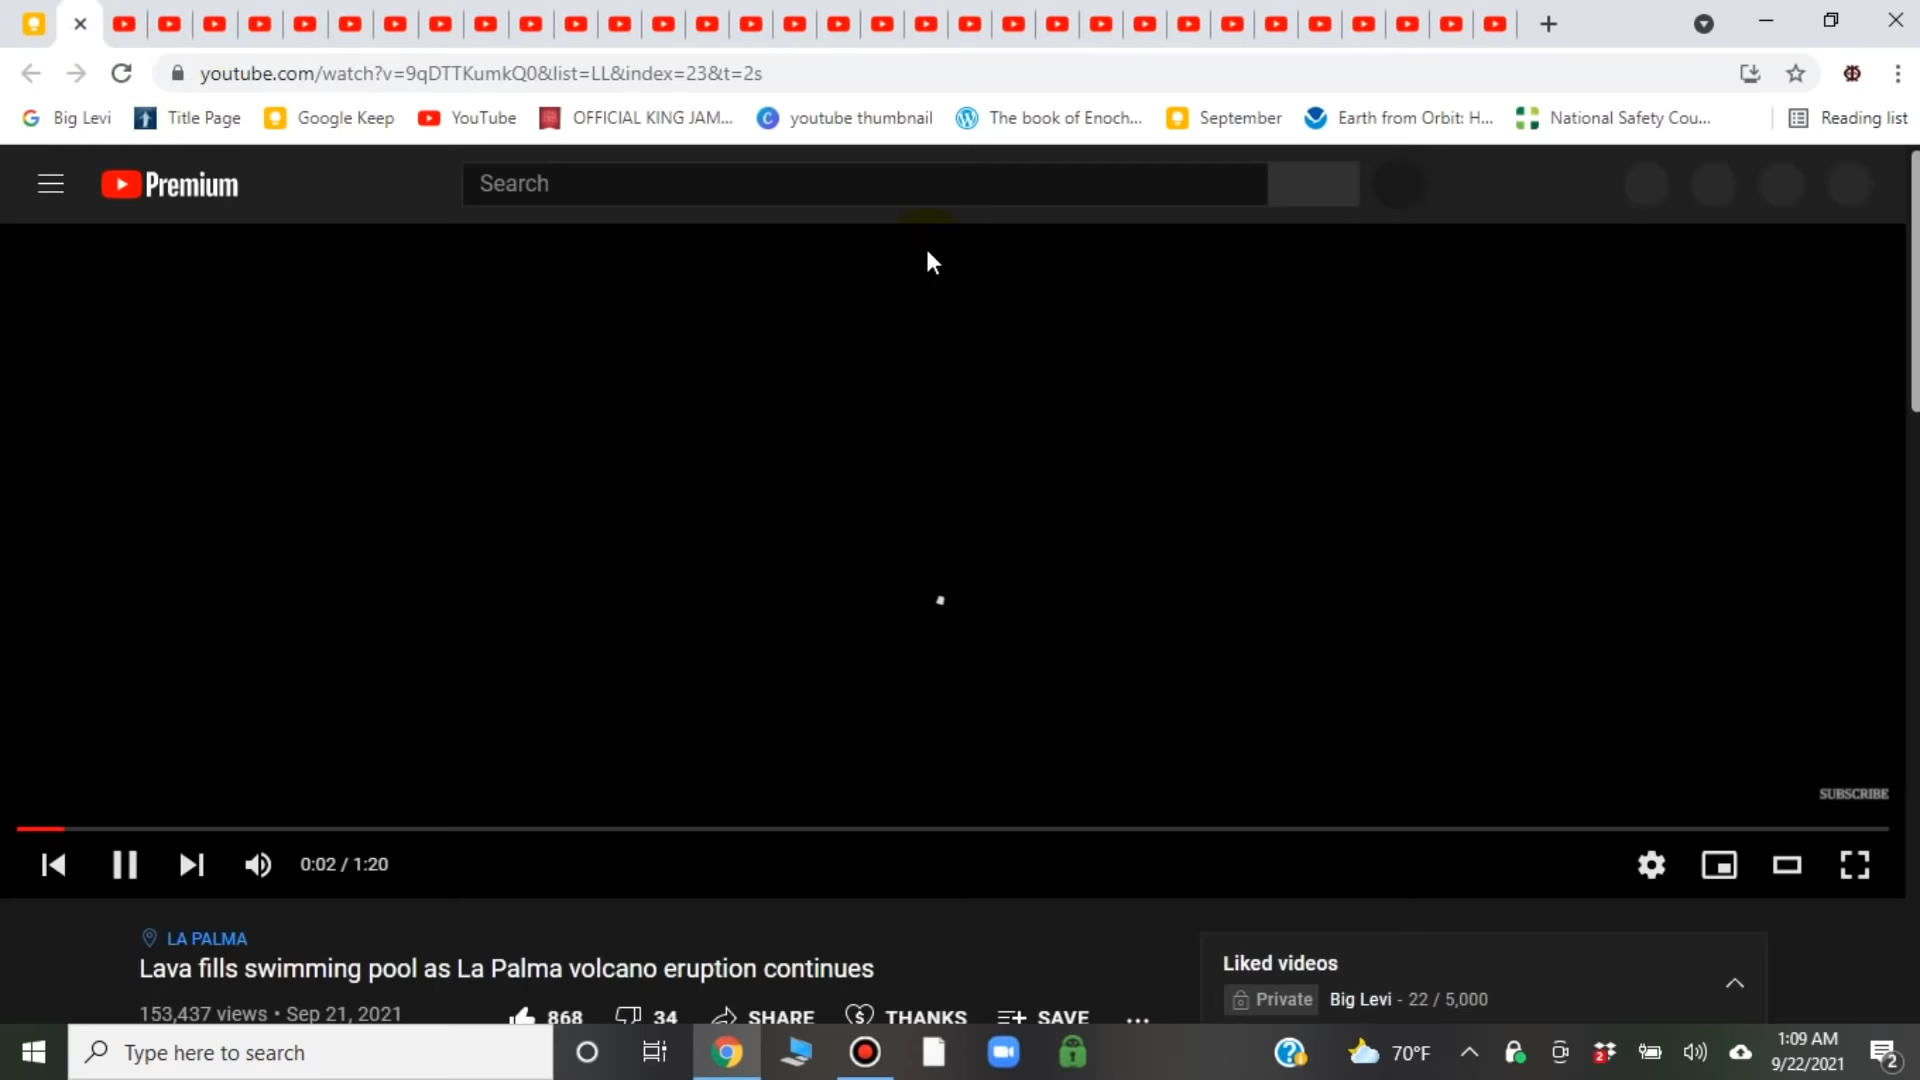 youtube.com/watch?v=9qDTTKumkQ0&list=LL&index=23&t=2s
Big Levi Title Page Google Keep YouTube OFFICIAL KING JAM... youtube thumbnail The book of Enoch... September Earth from Orbit: H... National Safety Cou... Reading list
Premium Search
SUBSCRIBE
0:02 / 1:20
LA PALMA
Lava fills swimming pool as La Palma volcano eruption continues
153,437 views • Sep 21, 2021 868 34 SHARE THANKS SAVE
Liked videos
Private Big Levi - 22 / 5,000
Type here to search
2
70°F
1:09 AM
9/22/2021
2